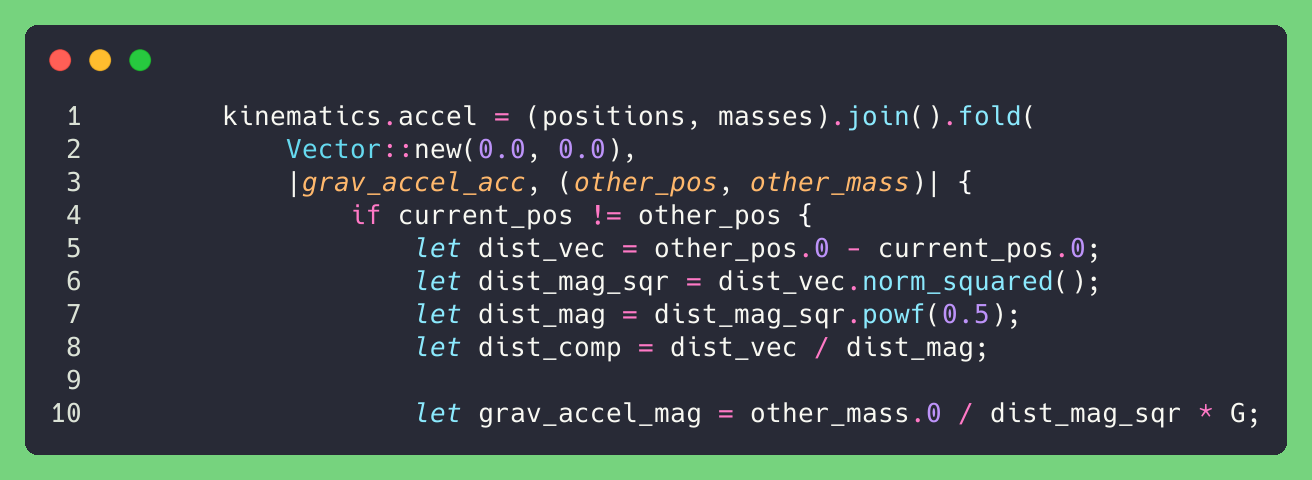 1 kinematics.accel = (positions, masses).join().fold(
2 Vector::new(0.0, 0.0),
3 |grav_accel_acc, (other_pos, other_mass)| {
4 if current_pos != other_pos {
5 let dist_vec = other_pos.0 - current_pos.0;
6 let dist_mag_sqr = dist_vec.norm_squared();
7 let dist_mag = dist_mag_sqr.powf(0.5);
8 let dist_comp = dist_vec / dist_mag;
9
10 let grav_accel_mag = other_mass.0 / dist_mag_sqr * G;